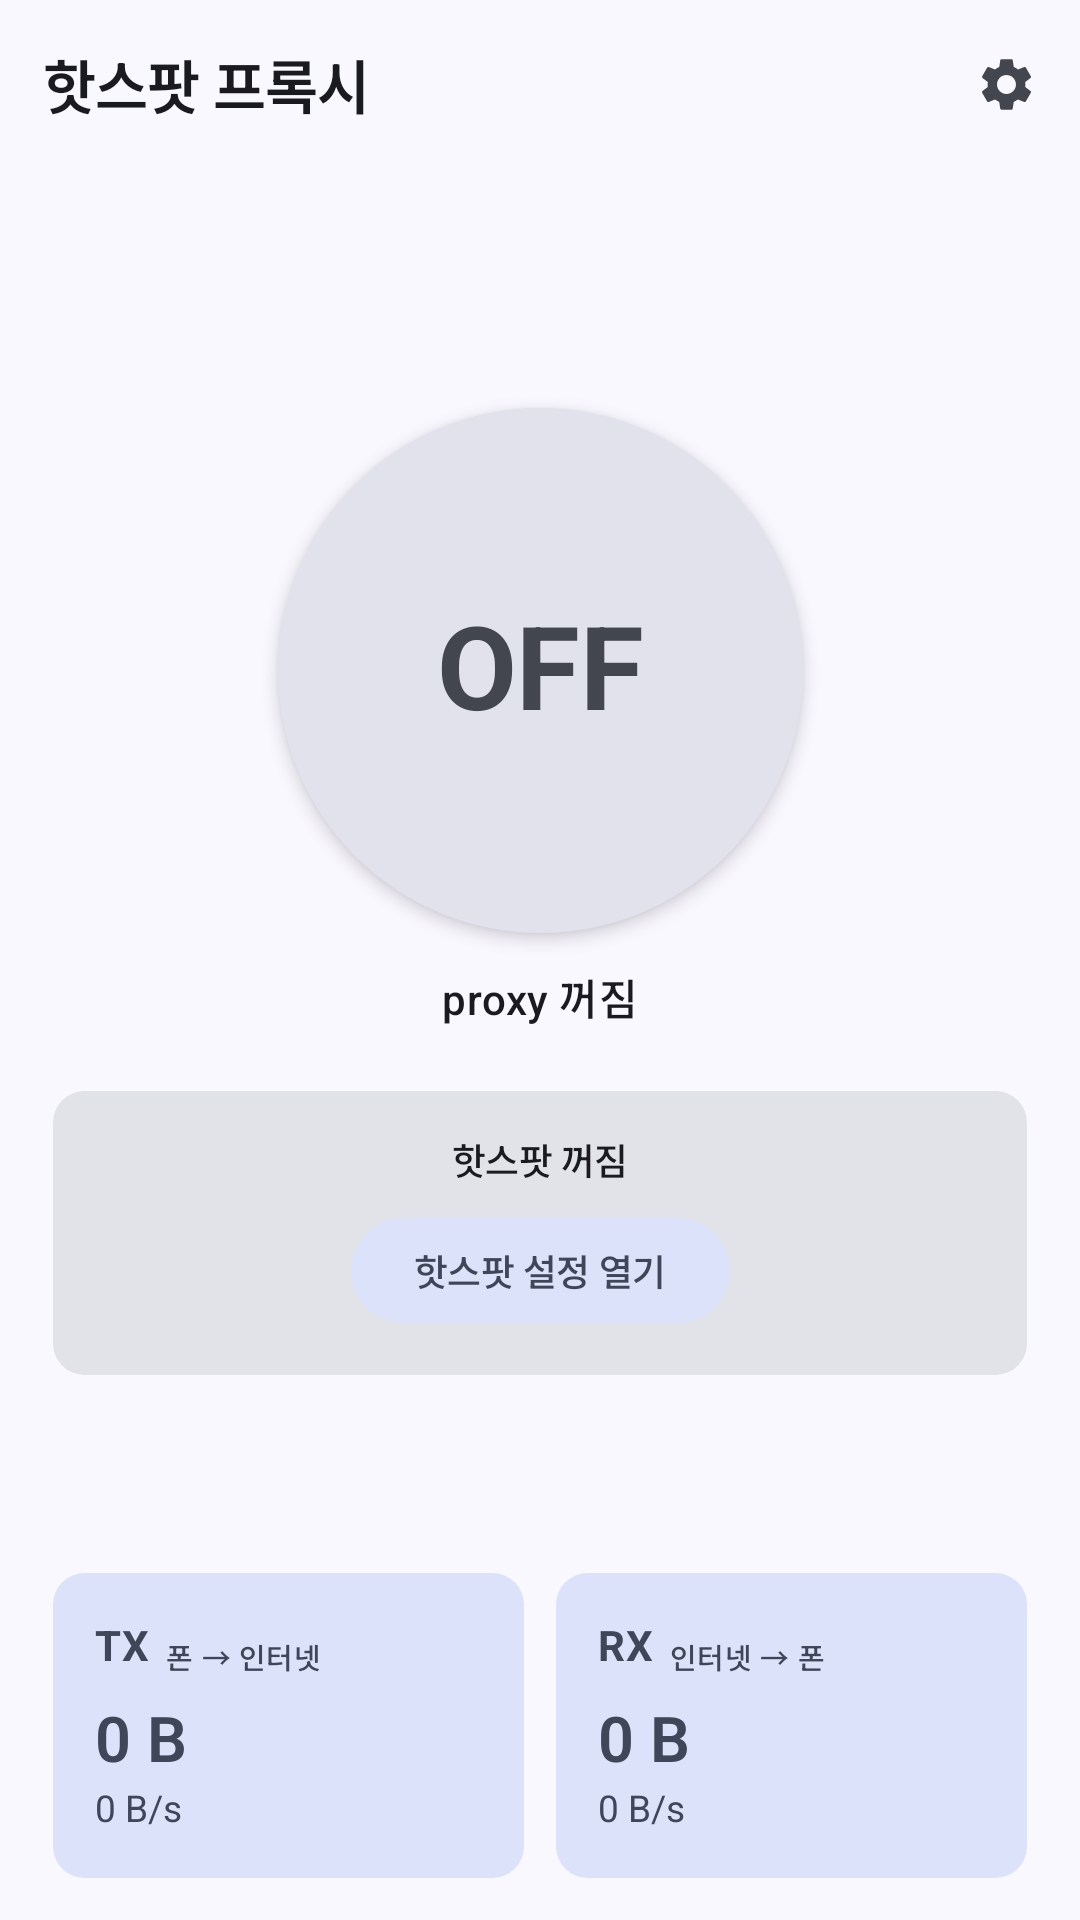 핫스팟 프록시
OFF
proxy 꺼짐
핫스팟 꺼짐
핫스팟 설정 열기
TX 폰 → 인터넷
0 B
0 B/s
RX 인터넷 → 폰
0 B
0 B/s